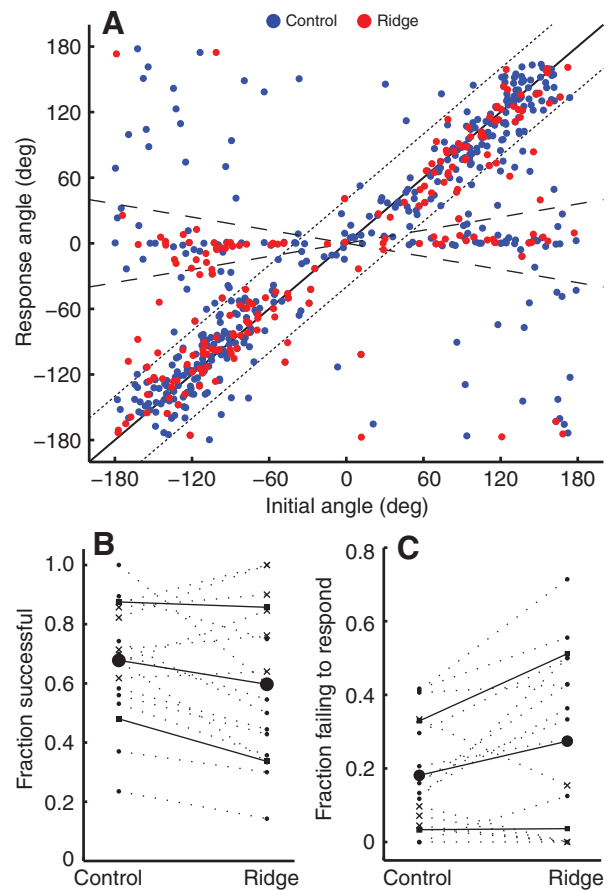 A
Control
Ridge
180
120
60
0
−60
−120
−180
Response angle (deg)
−180
−120
−60
0
60
120
180
Initial angle (deg)
B
1.0
0.8
0.6
0.4
0.2
0
Fraction successful
Control
Ridge
C
0.8
0.6
0.4
0.2
0
Fraction failing to respond
Control
Ridge